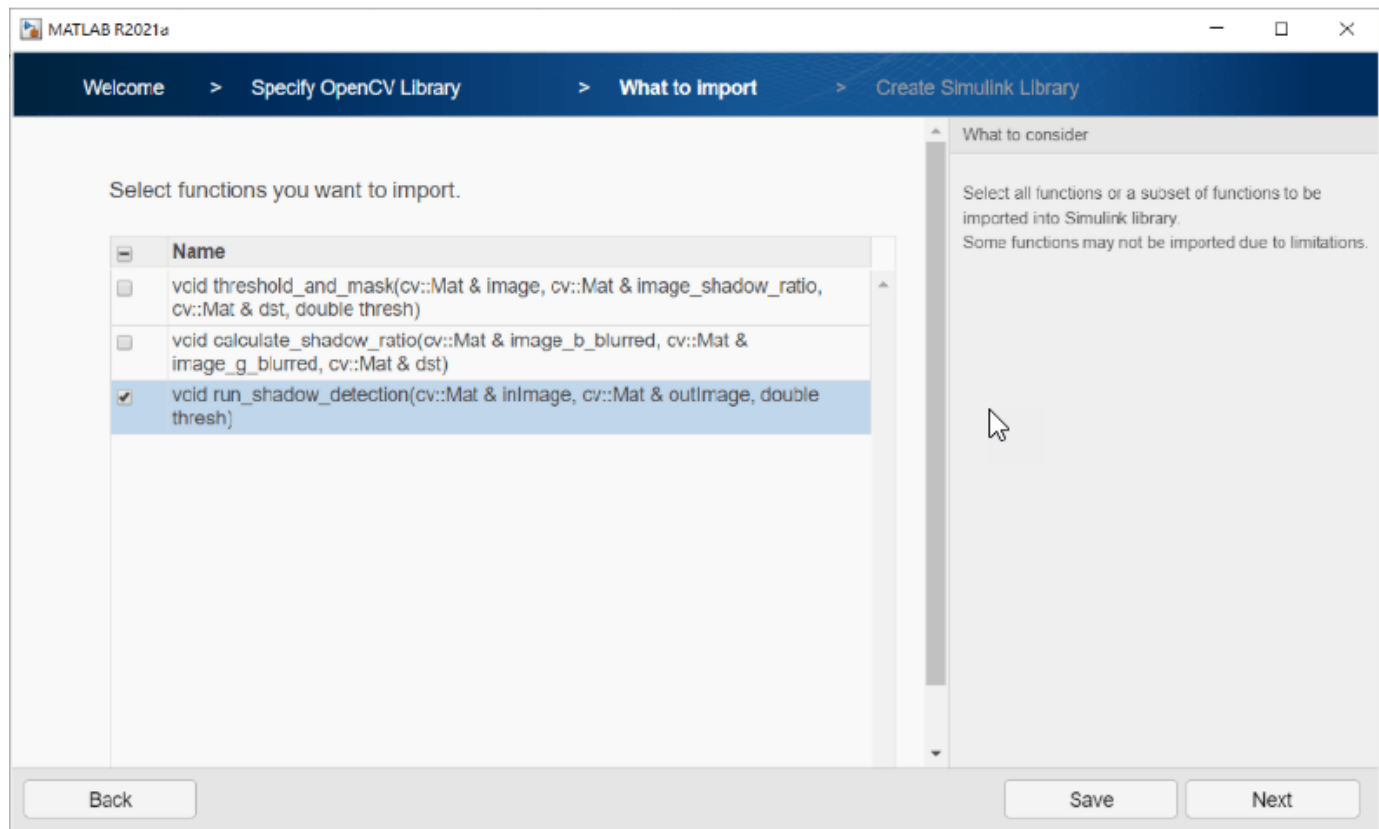 MATLAB R2021a
Welcome > Specify OpenCV Library > What to import > Create Simulink Library
What to consider
Select functions you want to import.
Select all functions or a subset of functions to be
imported into Simulink library.
Some functions may not be imported due to limitations.
Name
void threshold_and_mask(cv::Mat & image, cv::Mat & image_shadow_ratio,
cv::Mat & dst, double thresh)
void calculate_shadow_ratio(cv::Mat & image_b_blurred, cv::Mat &
image_g_blurred, cv::Mat & dst)
void run_shadow_detection(cv::Mat & inImage, cv::Mat & outImage, double
thresh)
Back
Save
Next